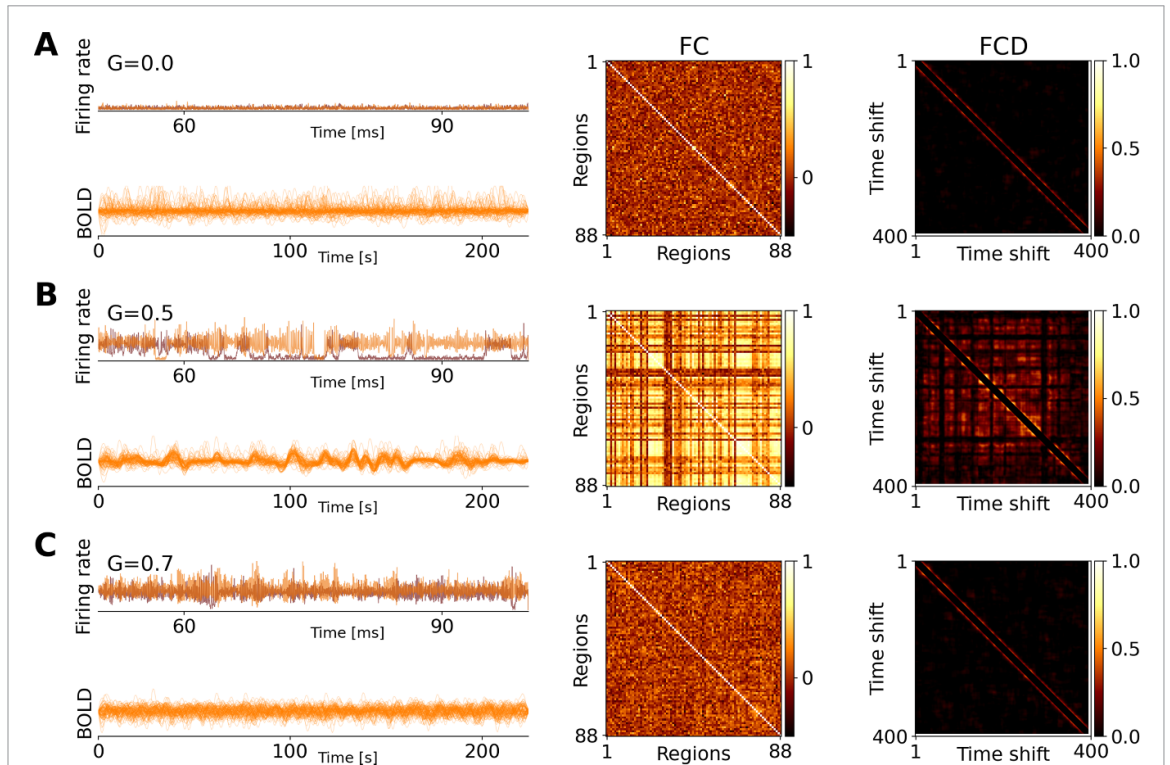 A
Firing rate
G=0.0
60
Time [ms]
90
BOLD
0
100
Time [s]
200
FC
1
Regions
88
1
Regions
88
1
0
FCD
1
Time shift
400
1
Time shift
400
1.0
0.5
0.0
B
Firing rate
G=0.5
60
Time [ms]
90
BOLD
0
100
Time [s]
200
1
Regions
88
1
Regions
88
1
0
1
Time shift
400
1
Time shift
400
1.0
0.5
0.0
C
Firing rate
G=0.7
60
Time [ms]
90
BOLD
0
100
Time [s]
200
1
Regions
88
1
Regions
88
1
0
1
Time shift
400
1
Time shift
400
1.0
0.5
0.0